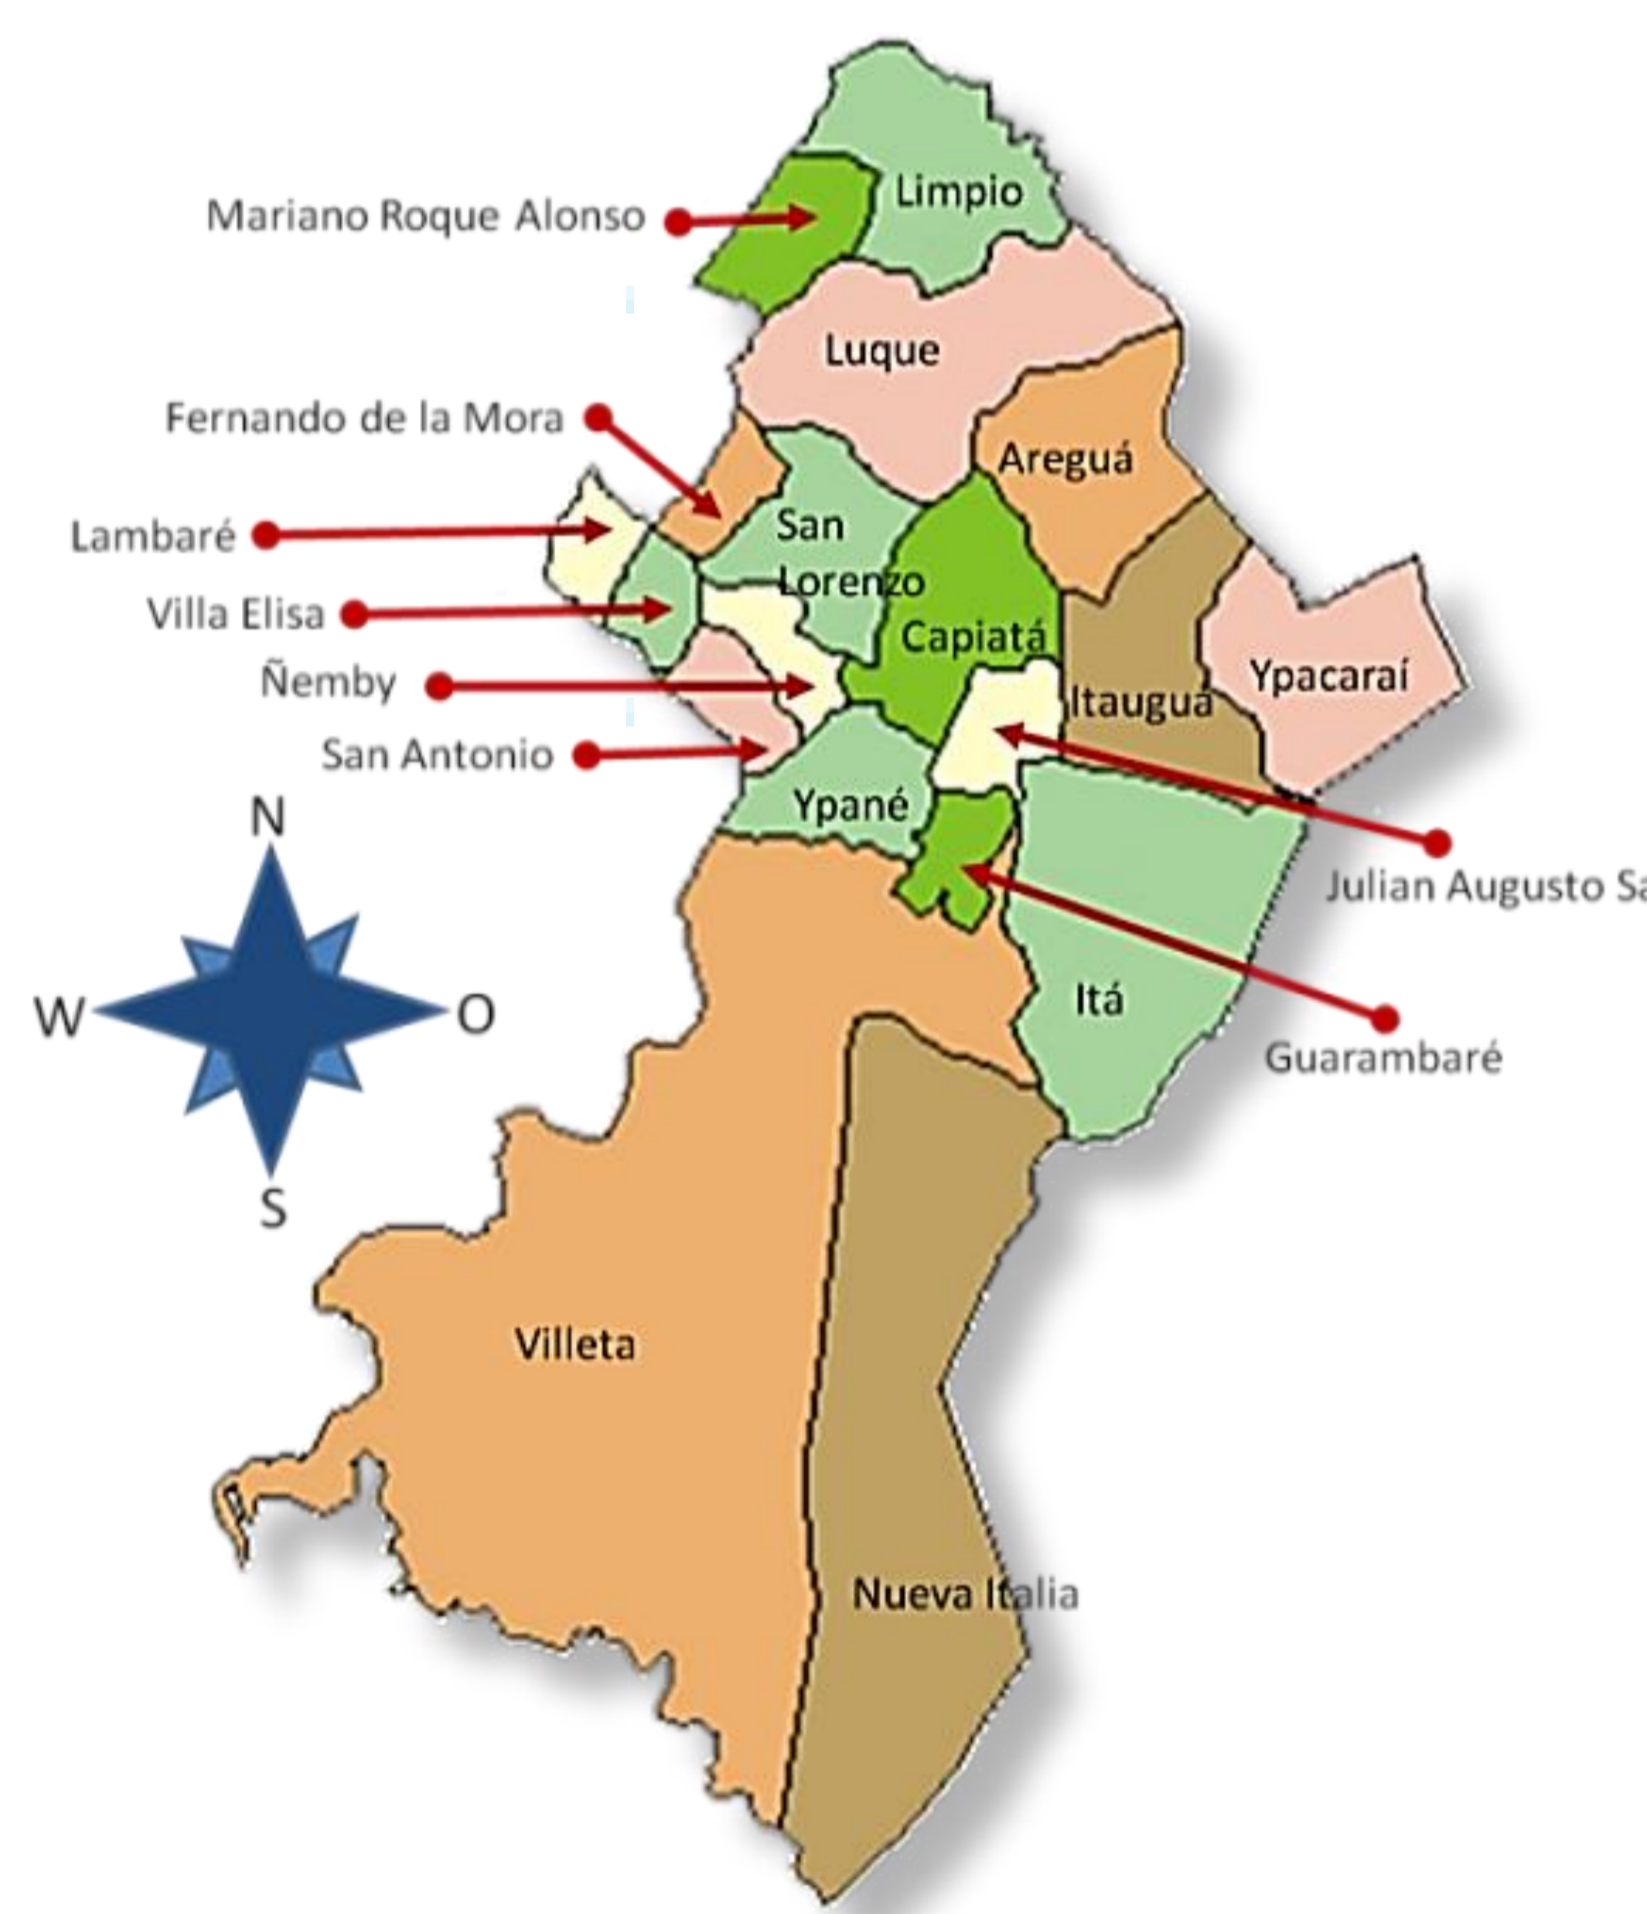 Limpio
Mariano Roque Alonso
Luque
Fernando de la Mora
Areguá
San
Lorenzo
Lambaré
Villa Elisa
Capiatá
Ñemby
Ypacaraí
Itauguá
San Antonio
Ypané
N
Julian Augusto Sa
W
O
Itá
Guarambaré
S
Villeta
Nueva Italia